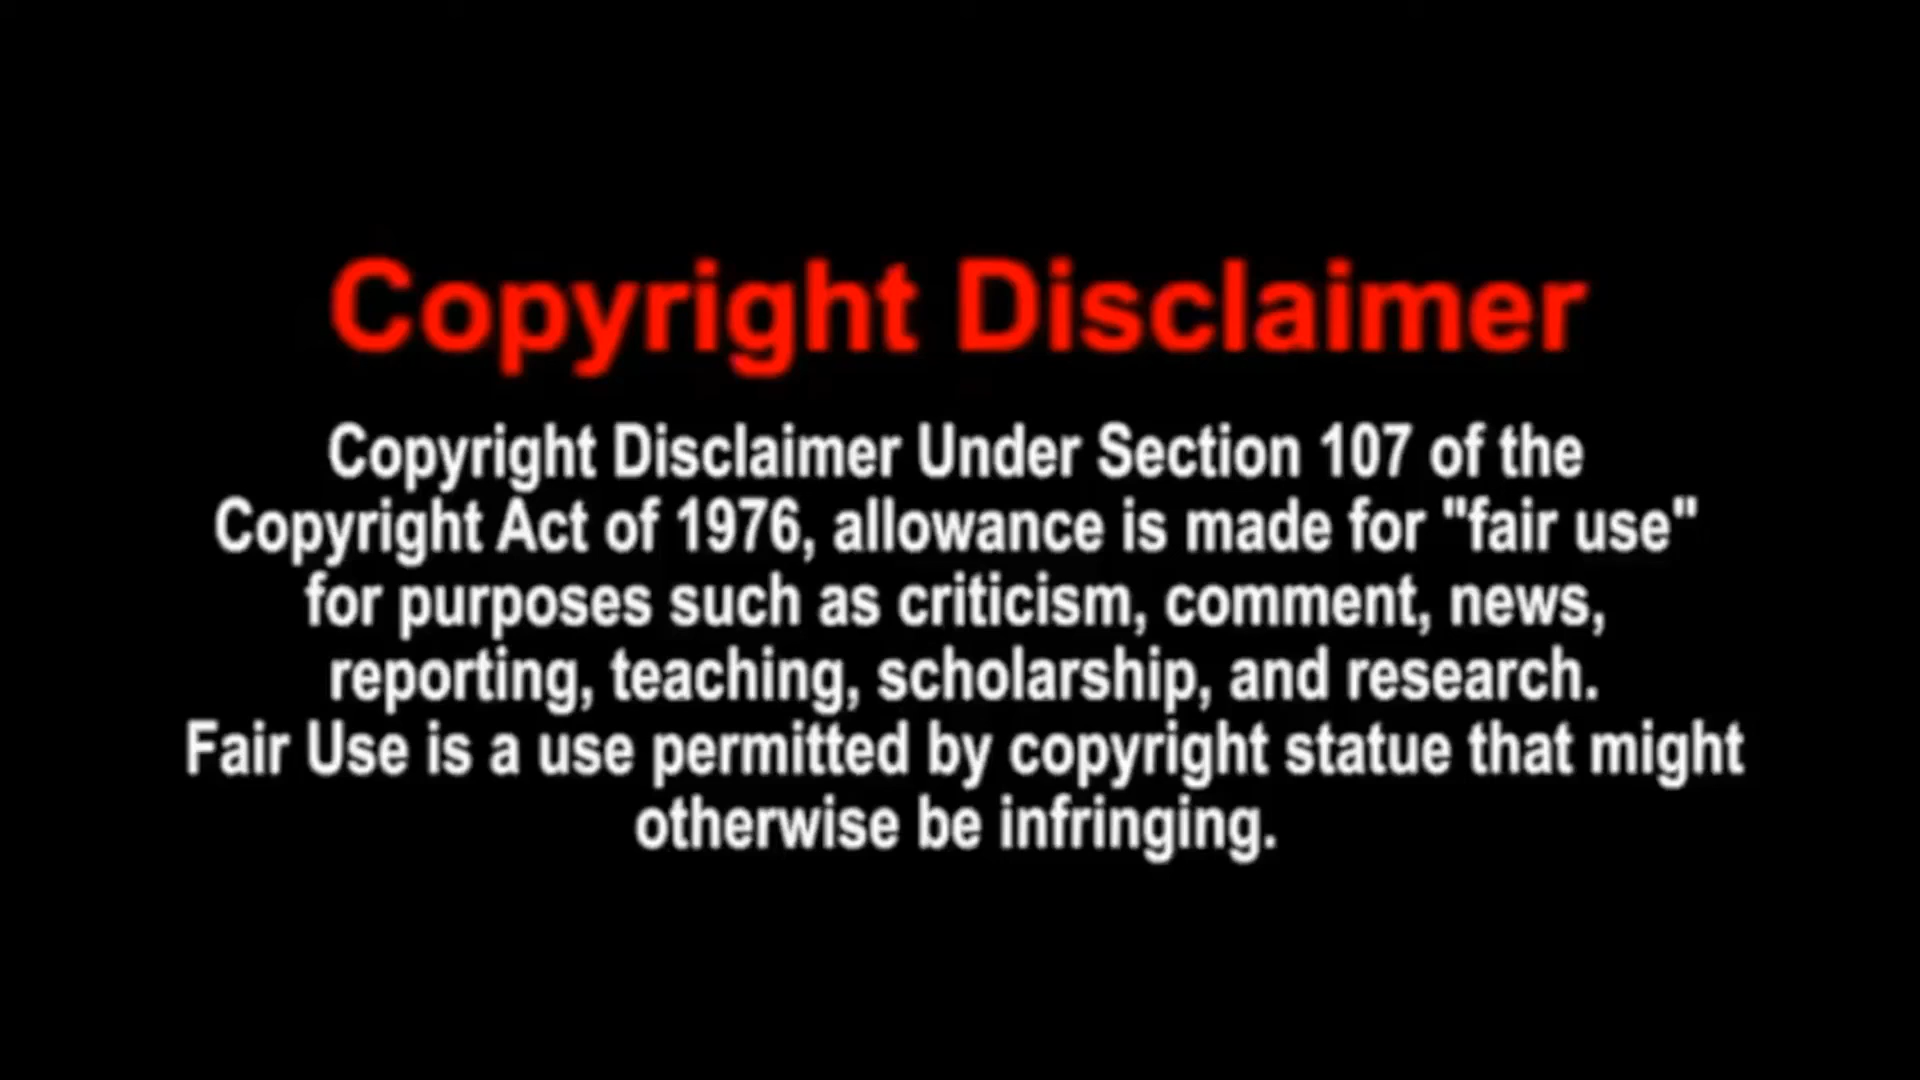 Copyright Disclaimer
Copyright Disclaimer Under Section 107 of the
Copyright Act of 1976, allowance is made for "fair use"
for purposes such as criticism, comment, news,
reporting, teaching, scholarship, and research.
Fair Use is a use permitted by copyright statue that might
otherwise be infringing.